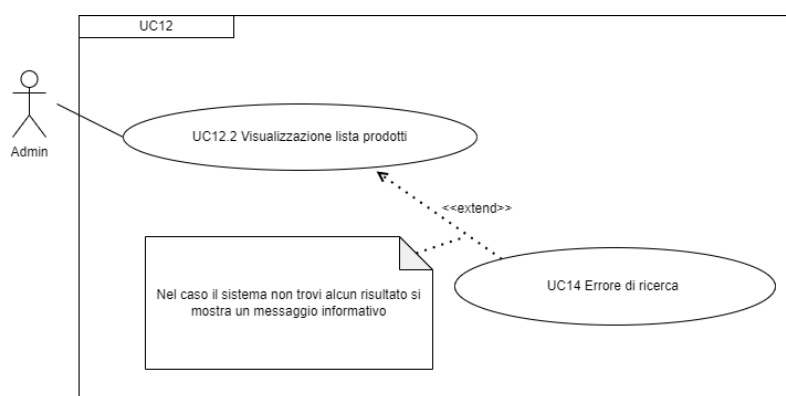 UC12
Admin
UC12.2 Visualizzazione lista prodotti
<<extend>>
Nel caso il sistema non trovi alcun risultato si
mostra un messaggio informativo
UC14 Errore di ricerca